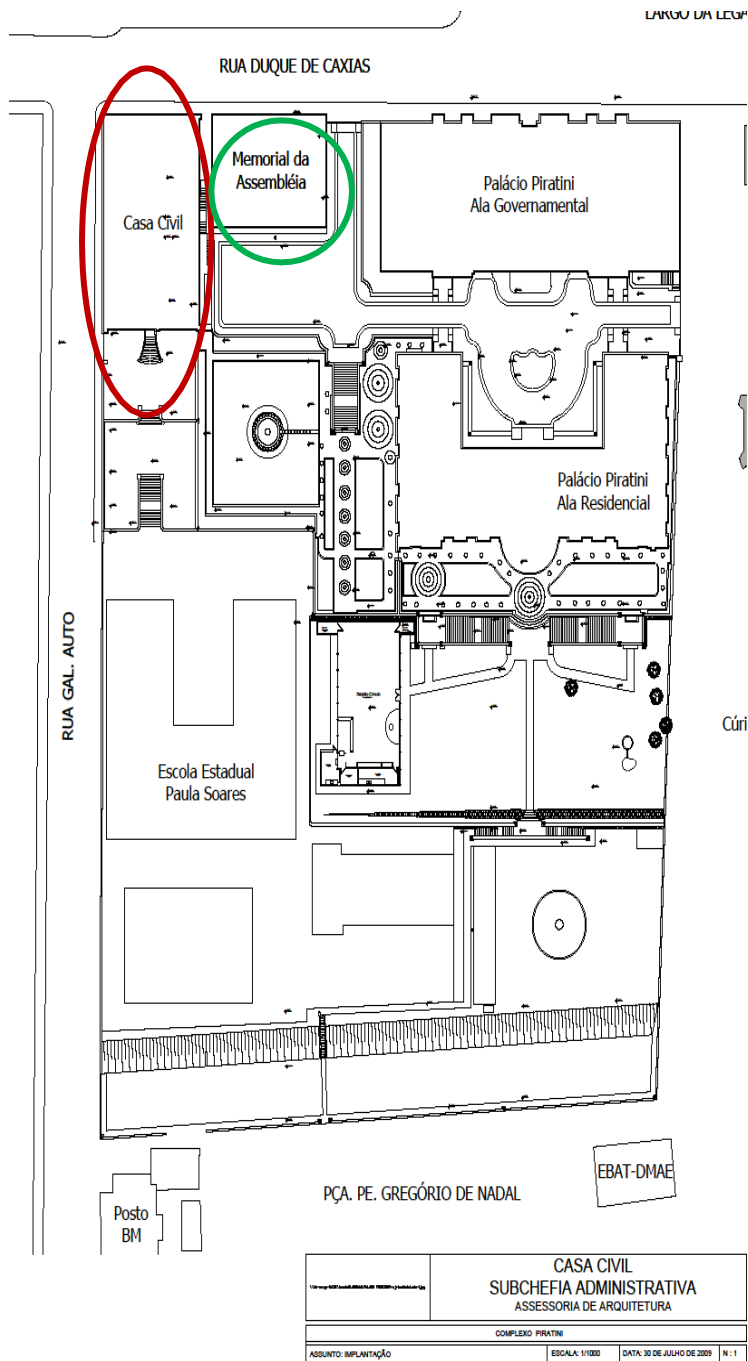 LARGO DA LEGA
RUA DUQUE DE CAXIAS
Memorial da
Assembléia
Casa Civil
Palácio Piratini
Ala Governamental
Palácio Piratini
Ala Residencial
RUA GAL. AUTO
Cúri
Escola Estadual
Paula Soares
PÇA. PE. GREGÓRIO DE NADAL
EBAT-DMAE
Posto
BM
CASA CIVIL
SUBCHEFIA ADMINISTRATIVA
ASSESSORIA DE ARQUITETURA
COMPLEXO PIRATINI
ASSUNTO: IMPLANTAÇÃO
ESCALA: 1/1000
DATA: 30 DE JULHO DE 2009
N : 1